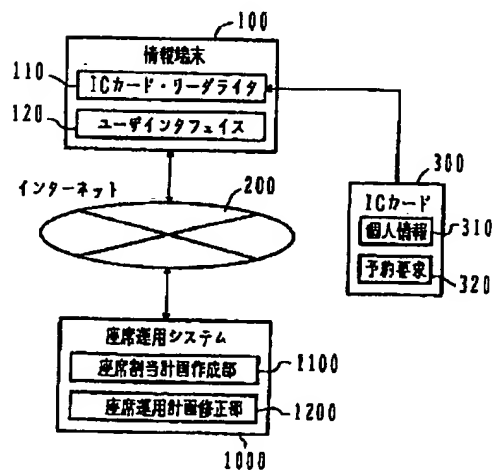 100
情報端末
110
ICカード・リーダライタ
120
ユーザインタフェイス
インターネット
200
300
ICカード
個人情報
310
予約要求
320
座席運用システム
座席割当計画作成部
1100
座席運用計画修正部
1200
1000